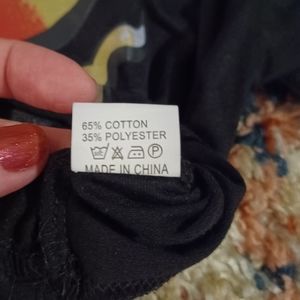 65% COTTON
35% POLYESTER
P
MADE IN CHINA